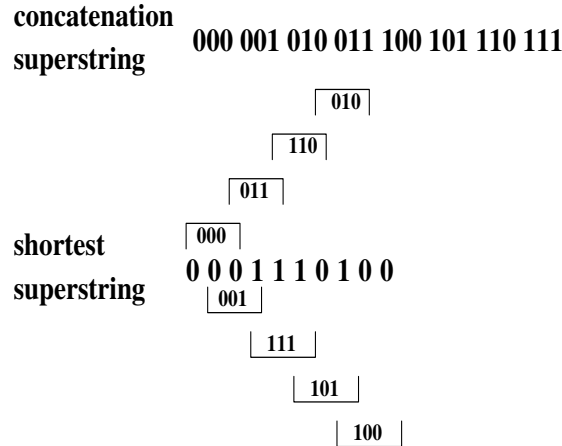 concatenation
superstring
000 001 010 011 100 101 110 111
010
110
011
000
shortest
superstring
0 0 0 1 1 1 0 1 0 0
001
111
101
100